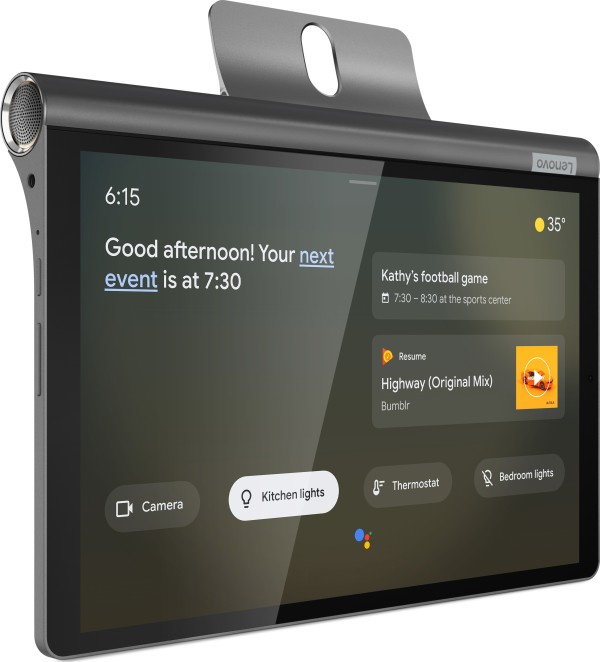 Lenovo
6:15
35°
Good afternoon! Your next
event is at 7:30
Kathy's football game
7:30 – 8:30 at the sports center
Resume
Highway (Original Mix)
Bumblr
Camera
Kitchen lights
Thermostat
Bedroom lights